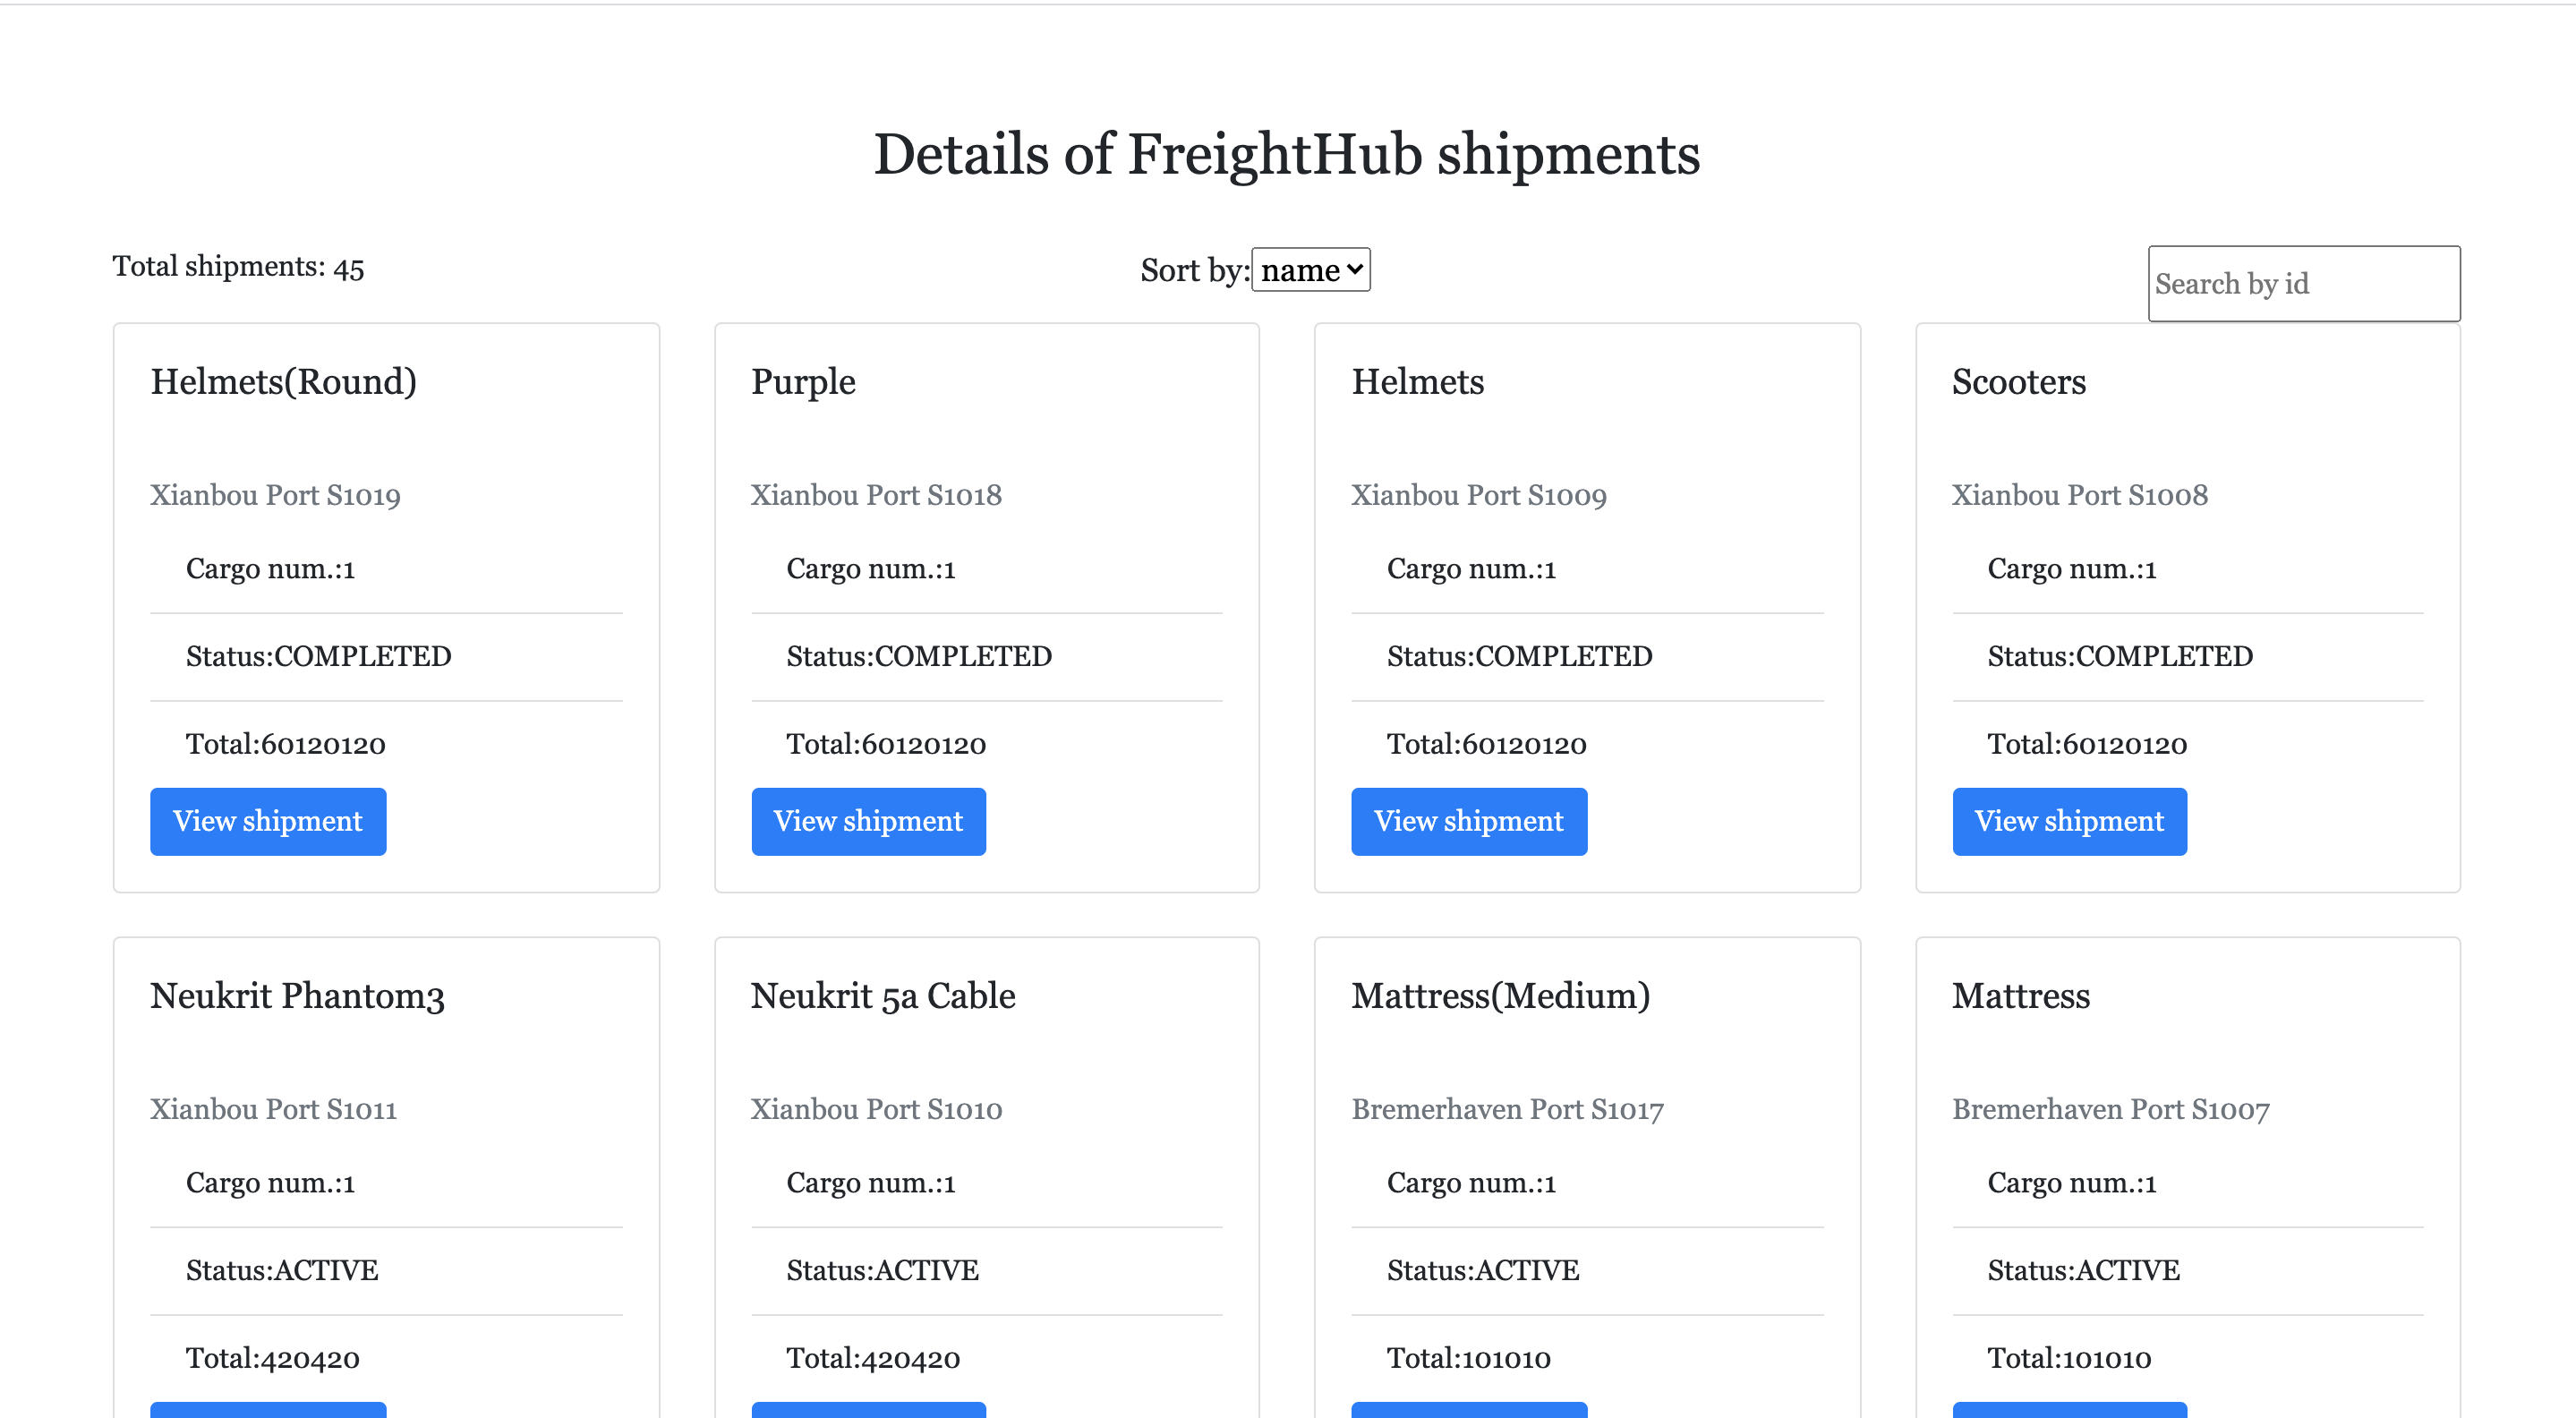 Details of FreightHub shipments
Total shipments: 45
Sort by: name
Search by id
Helmets(Round)
Xianbou Port S1019
Cargo num.:1
Status:COMPLETED
Total:60120120
View shipment
Purple
Xianbou Port S1018
Cargo num.:1
Status:COMPLETED
Total:60120120
View shipment
Helmets
Xianbou Port S1009
Cargo num.:1
Status:COMPLETED
Total:60120120
View shipment
Scooters
Xianbou Port S1008
Cargo num.:1
Status:COMPLETED
Total:60120120
View shipment
Neukrit Phantom3
Xianbou Port S1011
Cargo num.:1
Status:ACTIVE
Total:420420
Neukrit 5a Cable
Xianbou Port S1010
Cargo num.:1
Status:ACTIVE
Total:420420
Mattress(Medium)
Bremerhaven Port S1017
Cargo num.:1
Status:ACTIVE
Total:101010
Mattress
Bremerhaven Port S1007
Cargo num.:1
Status:ACTIVE
Total:101010